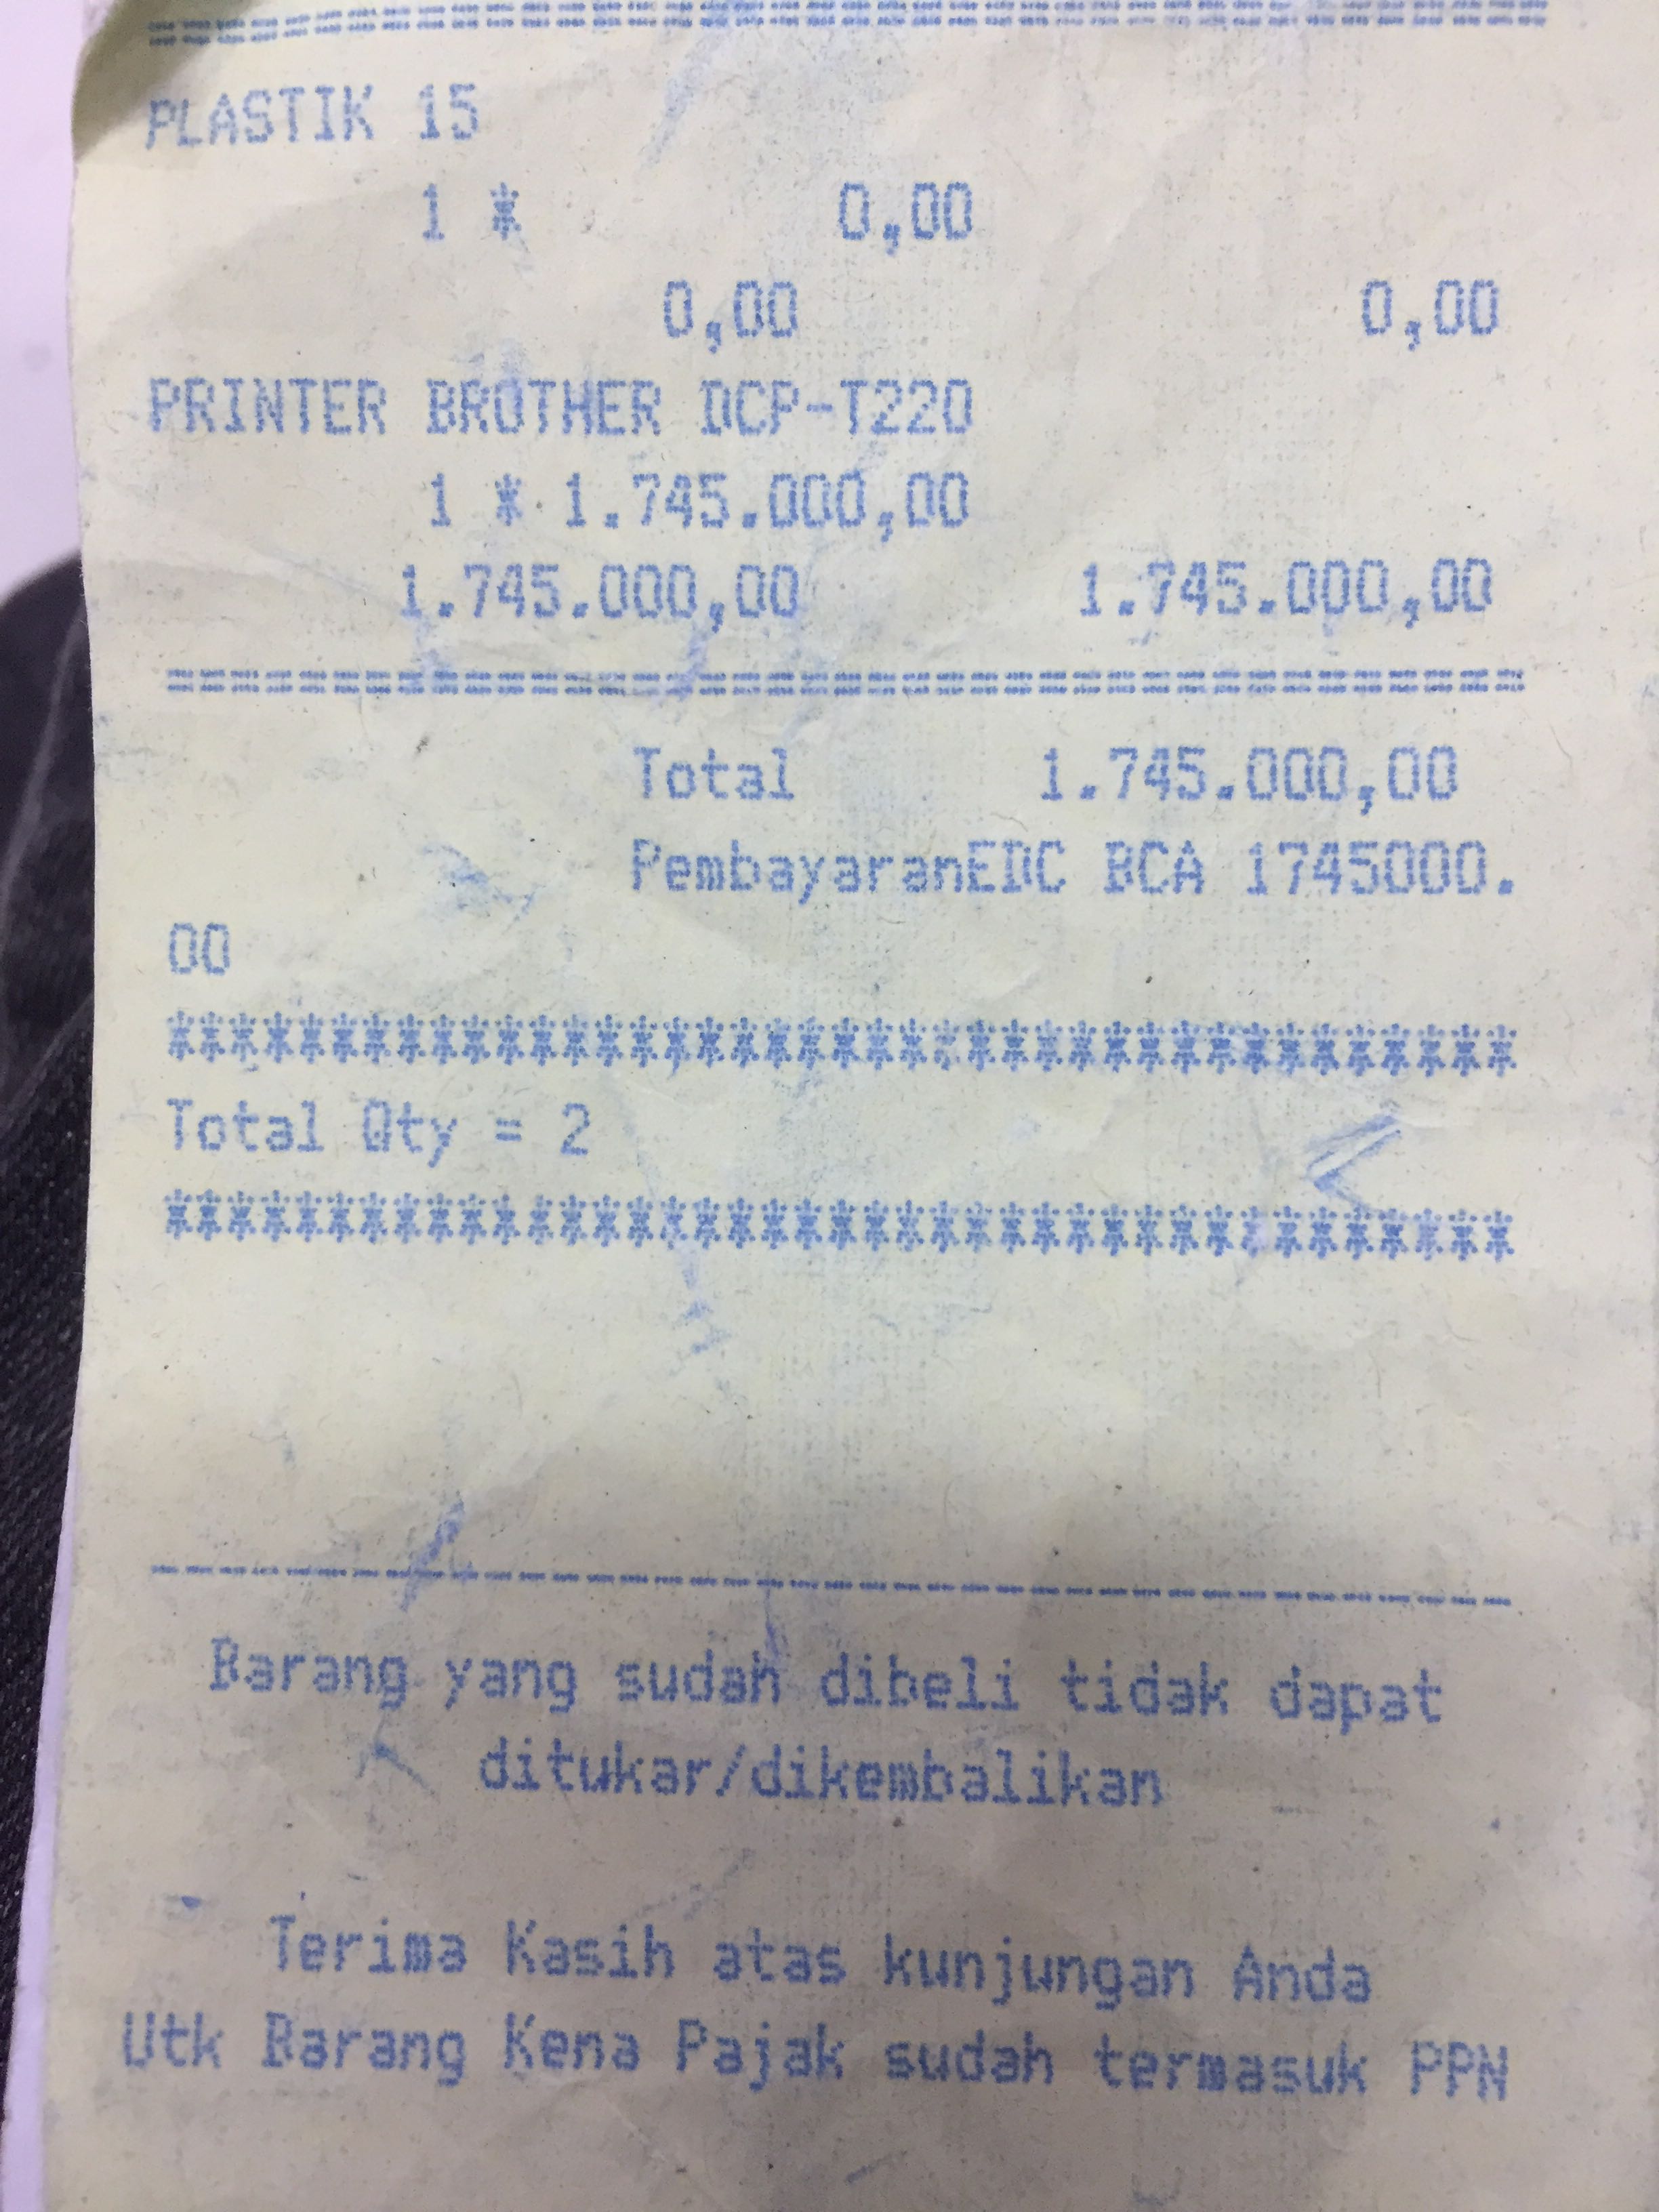 ==========================================
PLASTIK 15
1 * 0,00
0,00 0,00
PRINTER BROTHER DCP-T220
1 * 1.745.000,00
1.745.000,00 1.745.000,00
==========================================
Total 1.745.000,00
PembayaranEDC BCA 1745000.
00
****************************************
Total Qty = 2
****************************************
----------------------------------------
Barang yang sudah dibeli tidak dapat
ditukar/dikembalikan
Terima Kasih atas kunjungan Anda
Utk Barang Kena Pajak sudah termasuk PPN